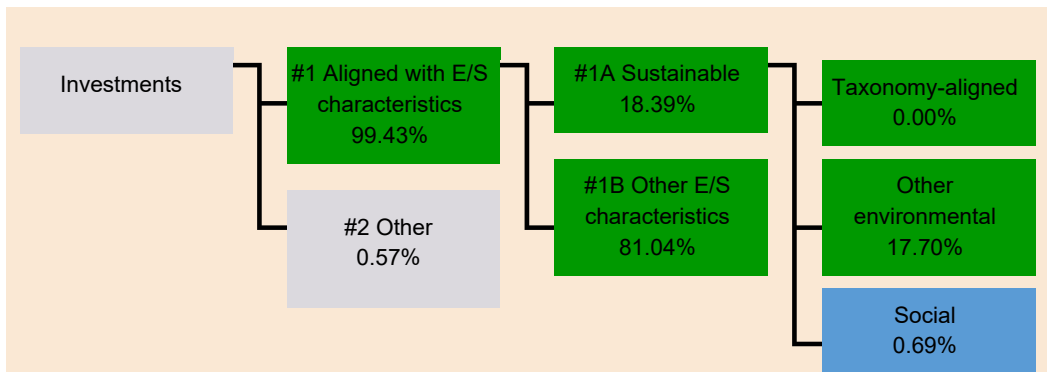 Investments
#1 Aligned with E/S
characteristics
99.43%
#2 Other
0.57%
#1A Sustainable
18.39%
#1B Other E/S
characteristics
81.04%
Taxonomy-aligned
0.00%
Other
environmental
17.70%
Social
0.69%